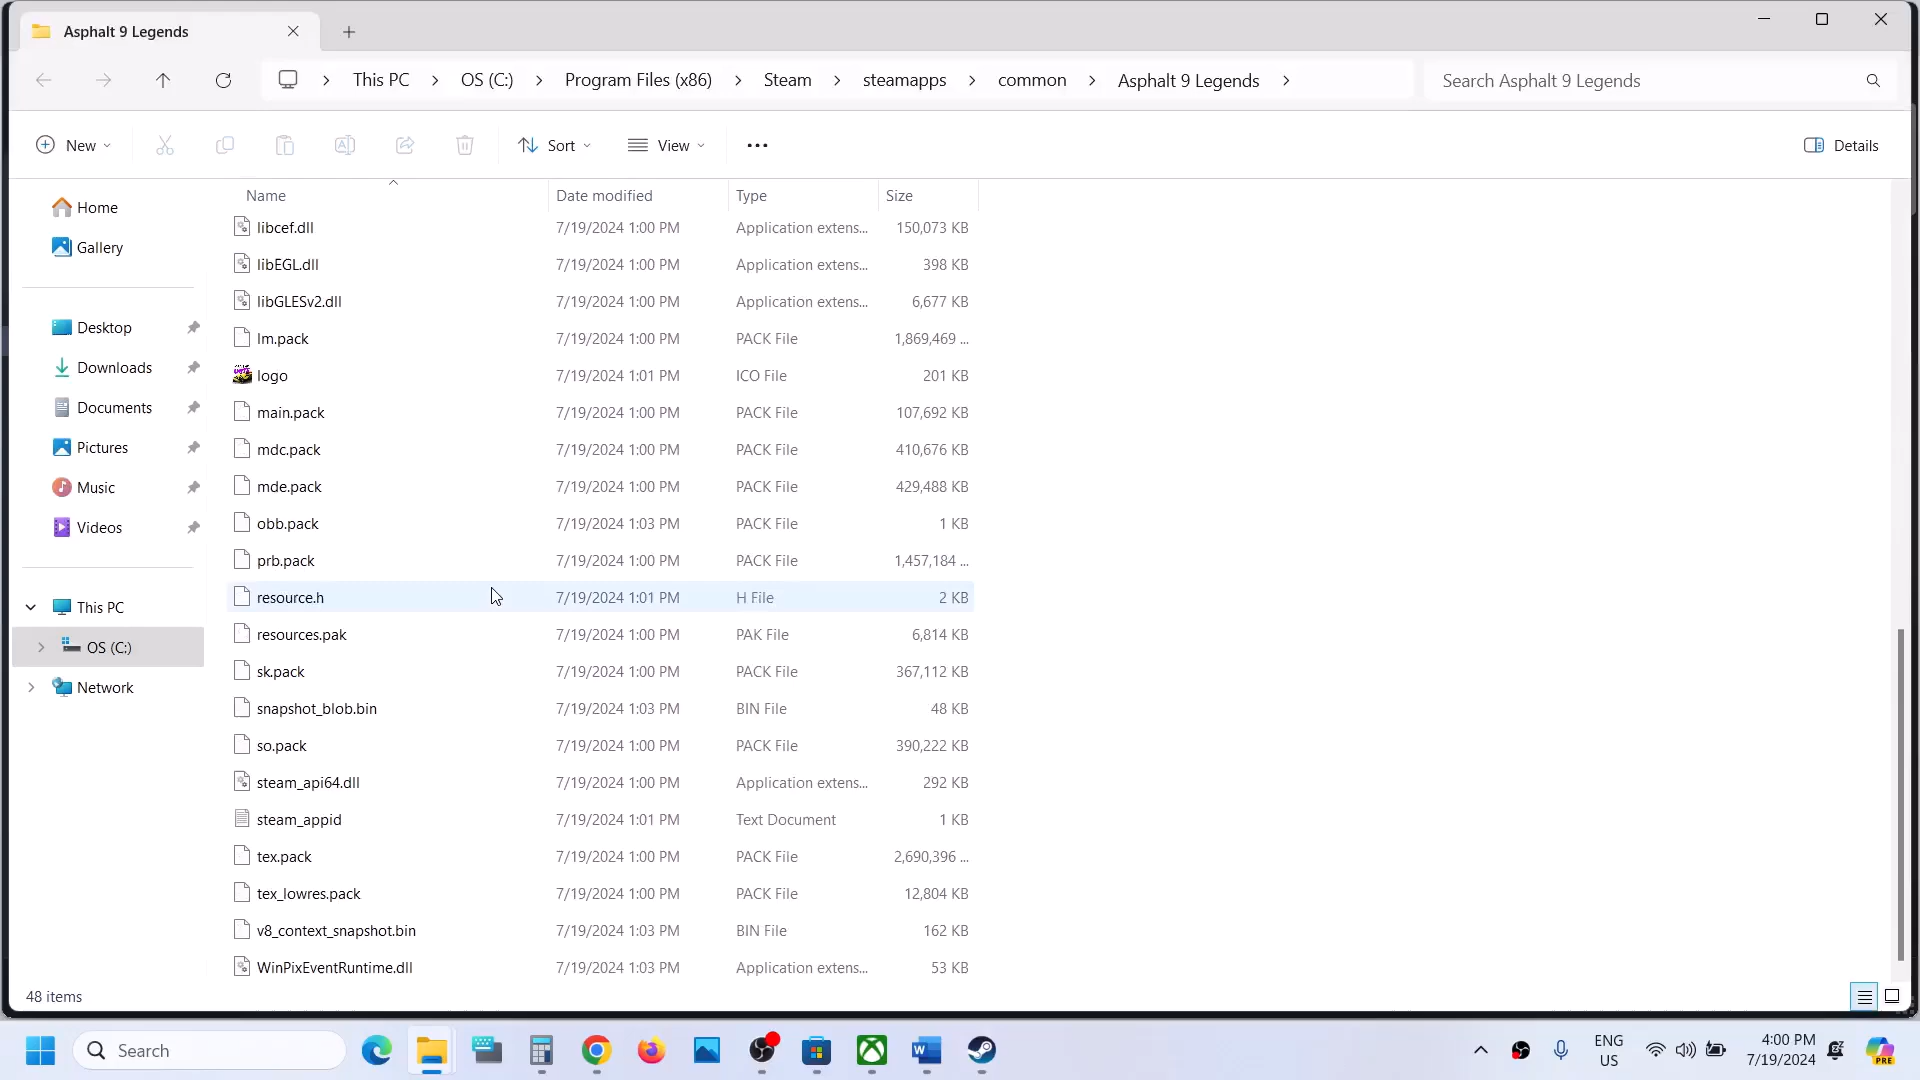 Asphalt 9 Legends
This PC OS (C:) Program Files (x86) Steam steamapps common Asphalt 9 Legends Search Asphalt 9 Legends
New Sort View Details
Name Date modified Type Size
Home
Gallery
Desktop
Downloads
Documents
Pictures
Music
Videos
This PC
OS (C:)
Network
libcef.dll 7/19/2024 1:00 PM Application extens... 150,073 KB
libEGL.dll 7/19/2024 1:00 PM Application extens... 398 KB
libGLESv2.dll 7/19/2024 1:00 PM Application extens... 6,677 KB
lm.pack 7/19/2024 1:00 PM PACK File 1,869,469 ...
logo 7/19/2024 1:01 PM ICO File 201 KB
main.pack 7/19/2024 1:00 PM PACK File 107,692 KB
mdc.pack 7/19/2024 1:00 PM PACK File 410,676 KB
mde.pack 7/19/2024 1:00 PM PACK File 429,488 KB
obb.pack 7/19/2024 1:03 PM PACK File 1 KB
prb.pack 7/19/2024 1:00 PM PACK File 1,457,184 ...
resource.h 7/19/2024 1:01 PM H File 2 KB
resources.pak 7/19/2024 1:00 PM PAK File 6,814 KB
sk.pack 7/19/2024 1:00 PM PACK File 367,112 KB
snapshot_blob.bin 7/19/2024 1:03 PM BIN File 48 KB
so.pack 7/19/2024 1:00 PM PACK File 390,222 KB
steam_api64.dll 7/19/2024 1:00 PM Application extens... 292 KB
steam_appid 7/19/2024 1:01 PM Text Document 1 KB
tex.pack 7/19/2024 1:00 PM PACK File 2,690,396 ...
tex_lowres.pack 7/19/2024 1:00 PM PACK File 12,804 KB
v8_context_snapshot.bin 7/19/2024 1:03 PM BIN File 162 KB
WinPixEventRuntime.dll 7/19/2024 1:03 PM Application extens... 53 KB
48 items
Search
ENG
US
4:00 PM
7/19/2024
PRE